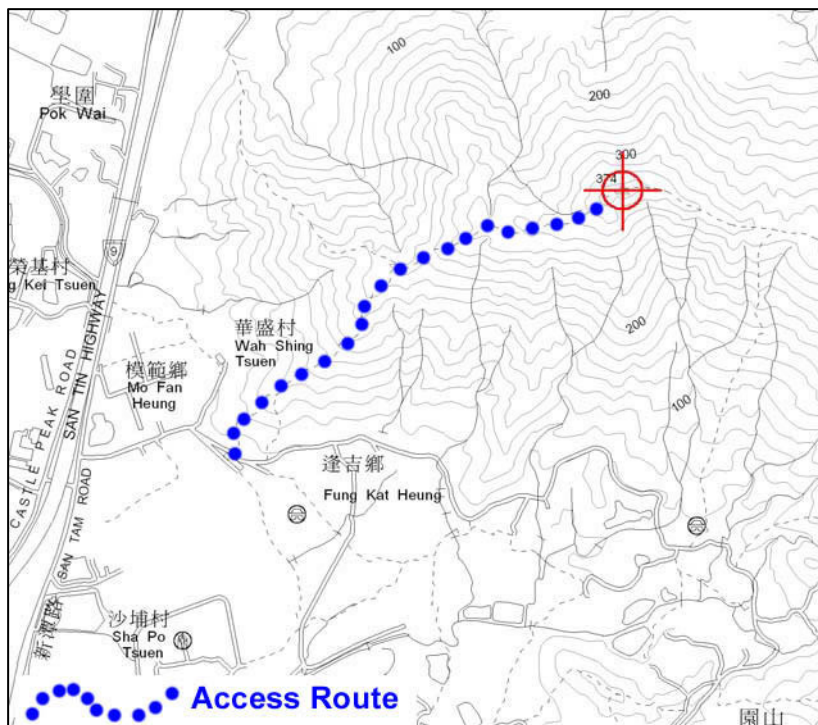 學圍
Pok Wai
100
200
300
374
9
榮基村
g Kei Tsuen
SAN TIN HIGHWAY
CASTLE PEAK ROAD
華盛村
Wah Shing
Tsuen
模範鄉
Mo Fan
Heung
200
100
逢吉鄉
Fung Kat Heung
SAN TAM ROAD
新潭路
沙埔村
Sha Po
Tsuen
Access Route
圓山